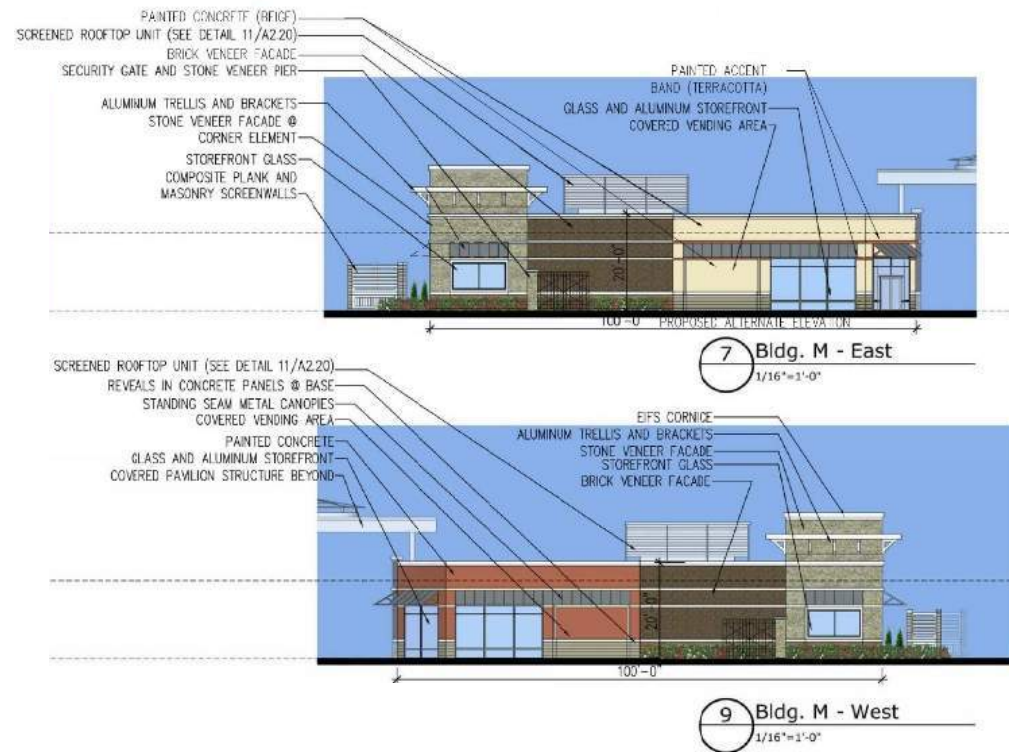 PAINTED CONCRETE (BEIGE)
SCREENED ROOFTOP UNIT (SEE DETAIL 11/A2.20)
BRICK VENEER FACADE
SECURITY GATE AND STONE VENEER PIER
ALUMINUM TRELLIS AND BRACKETS
STONE VENEER FACADE @
CORNER ELEMENT
STOREFRONT GLASS
COMPOSITE PLANK AND
MASONRY SCREENWALLS
PAINTED ACCENT
BAND (TERRACOTTA)
GLASS AND ALUMINUM STOREFRONT
COVERED VENDING AREA
20'-0"
100'-0" PROPOSED ALTERNATE ELEVATION
7 Bldg. M - East
1/16"=1'-0"
SCREENED ROOFTOP UNIT (SEE DETAIL 11/A2.20)
REVEALS IN CONCRETE PANELS @ BASE
STANDING SEAM METAL CANOPIES
COVERED VENDING AREA
PAINTED CONCRETE
GLASS AND ALUMINUM STOREFRONT
COVERED PAVILION STRUCTURE BEYOND
EIFS CORNICE
ALUMINUM TRELLIS AND BRACKETS
STONE VENEER FACADE
STOREFRONT GLASS
BRICK VENEER FACADE
20'-0"
100'-0"
9 Bldg. M - West
1/16"=1'-0"